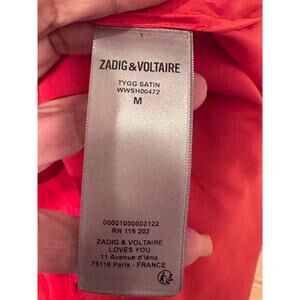 ZADIG & VOLTAIRE
TYGG SATIN
WWSH00472
M
00001000003122
RN 116 202
ZADIG & VOLTAIRE
LOVES YOU
11 Avenue d'Iéna
75116 Paris - FRANCE